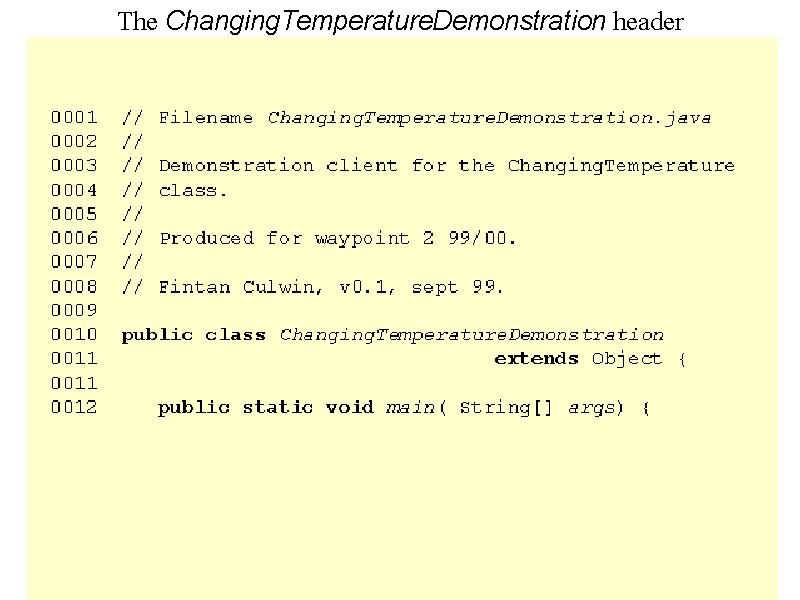 The ChangingTemperatureDemonstration header
0001 // Filename ChangingTemperatureDemonstration.java
0002 //
0003 // Demonstration client for the ChangingTemperature
0004 // class.
0005 //
0006 // Produced for waypoint 2 99/00.
0007 //
0008 // Fintan Culwin, v0.1, sept 99.
0009
0010 public class ChangingTemperatureDemonstration
0011 extends Object {
0011
0012 public static void main( String[] args) {